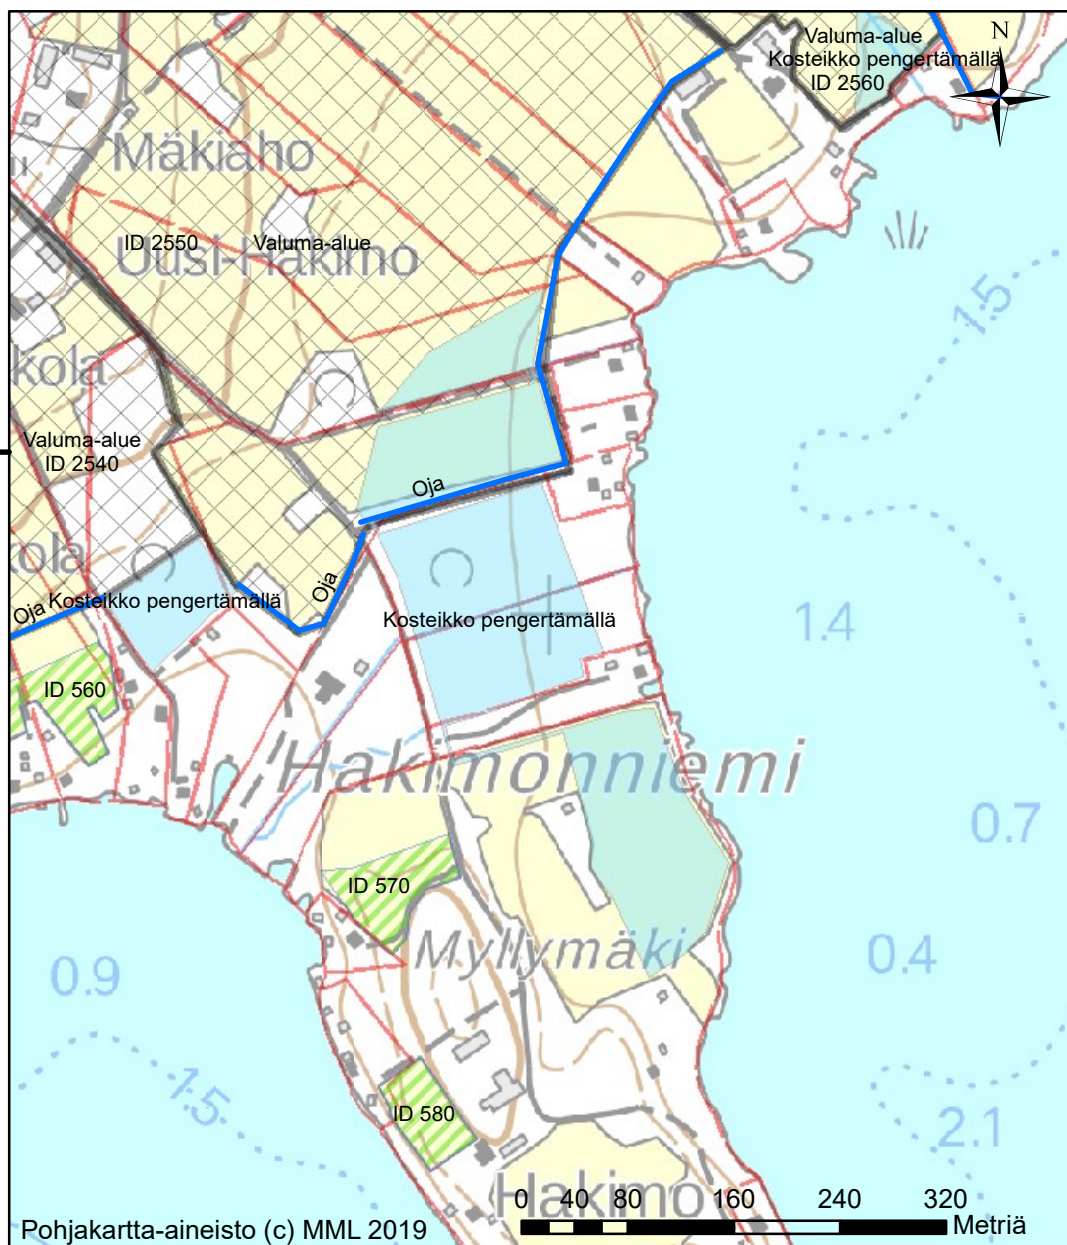 Valuma-alue
Kosteikko pengertämällä
ID 2560
N
Mäkiaho
ID 2550
Valuma-alue
Uusi-Hakimo
1.5
kola
Valuma-alue
ID 2540
Oja
kola
Oja
Oja
Kosteikko pengertämällä
Kosteikko pengertämällä
1.4
ID 560
Hakimonniemi
0.7
ID 570
Myllymäki
0.4
0.9
1.5
ID 580
2.1
Hakimo
0 40 80 160 240 320
Metriä
Pohjakartta-aineisto (c) MML 2019